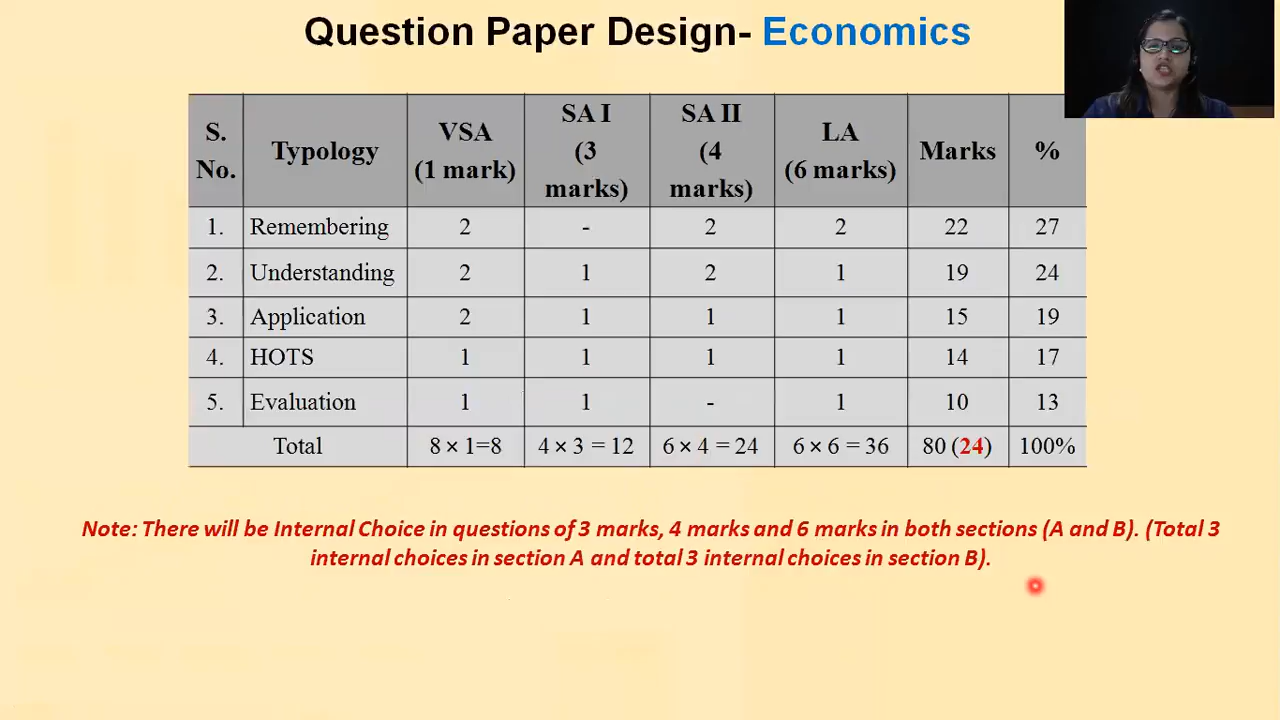 Question Paper Design- Economics
S. No. Typology VSA (1 mark) SA I (3 marks) SA II (4 marks) LA (6 marks) Marks %
1. Remembering 2 - 2 2 22 27
2. Understanding 2 1 2 1 19 24
3. Application 2 1 1 1 15 19
4. HOTS 1 1 1 1 14 17
5. Evaluation 1 1 - 1 10 13
Total 8 × 1=8 4 × 3 = 12 6 × 4 = 24 6 × 6 = 36 80 (24) 100%
Note: There will be Internal Choice in questions of 3 marks, 4 marks and 6 marks in both sections (A and B). (Total 3
internal choices in section A and total 3 internal choices in section B).